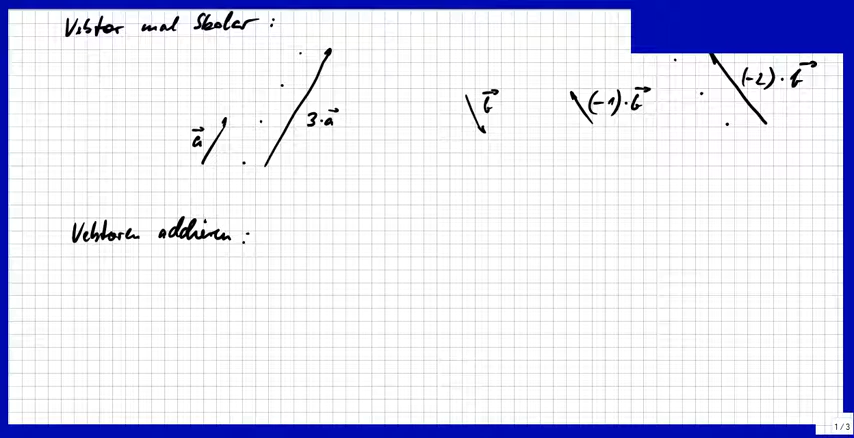 Vektor mal Skalar :
a⃗
3·a⃗
b⃗
(-1)·b⃗
(-2)·b⃗
Vektoren addieren :
1/3